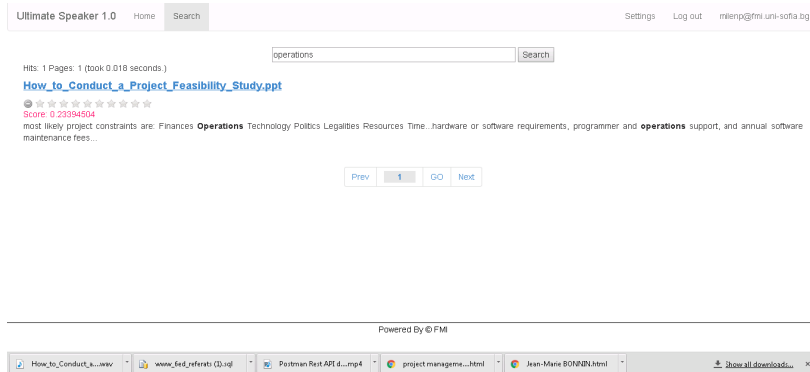 Ultimate Speaker 1.0 Home Search Settings Log out milenp@fmi.uni-sofia.bg
operations Search
Hits: 1 Pages: 1 (took 0.018 seconds.)
How_to_Conduct_a_Project_Feasibility_Study.ppt
Score: 0.23394504
most likely project constraints are: Finances Operations Technology Politics Legalities Resources Time...hardware or software requirements, programmer and operations support, and annual software
maintenance fees...
Prev 1 GO Next
Powered By © FMI
How_to_Conduct_a....wav www_6ed_referats (1).sql Postman Rest API d....mp4 project manageme....html Jean-Marie BONNIN.html Show all downloads...